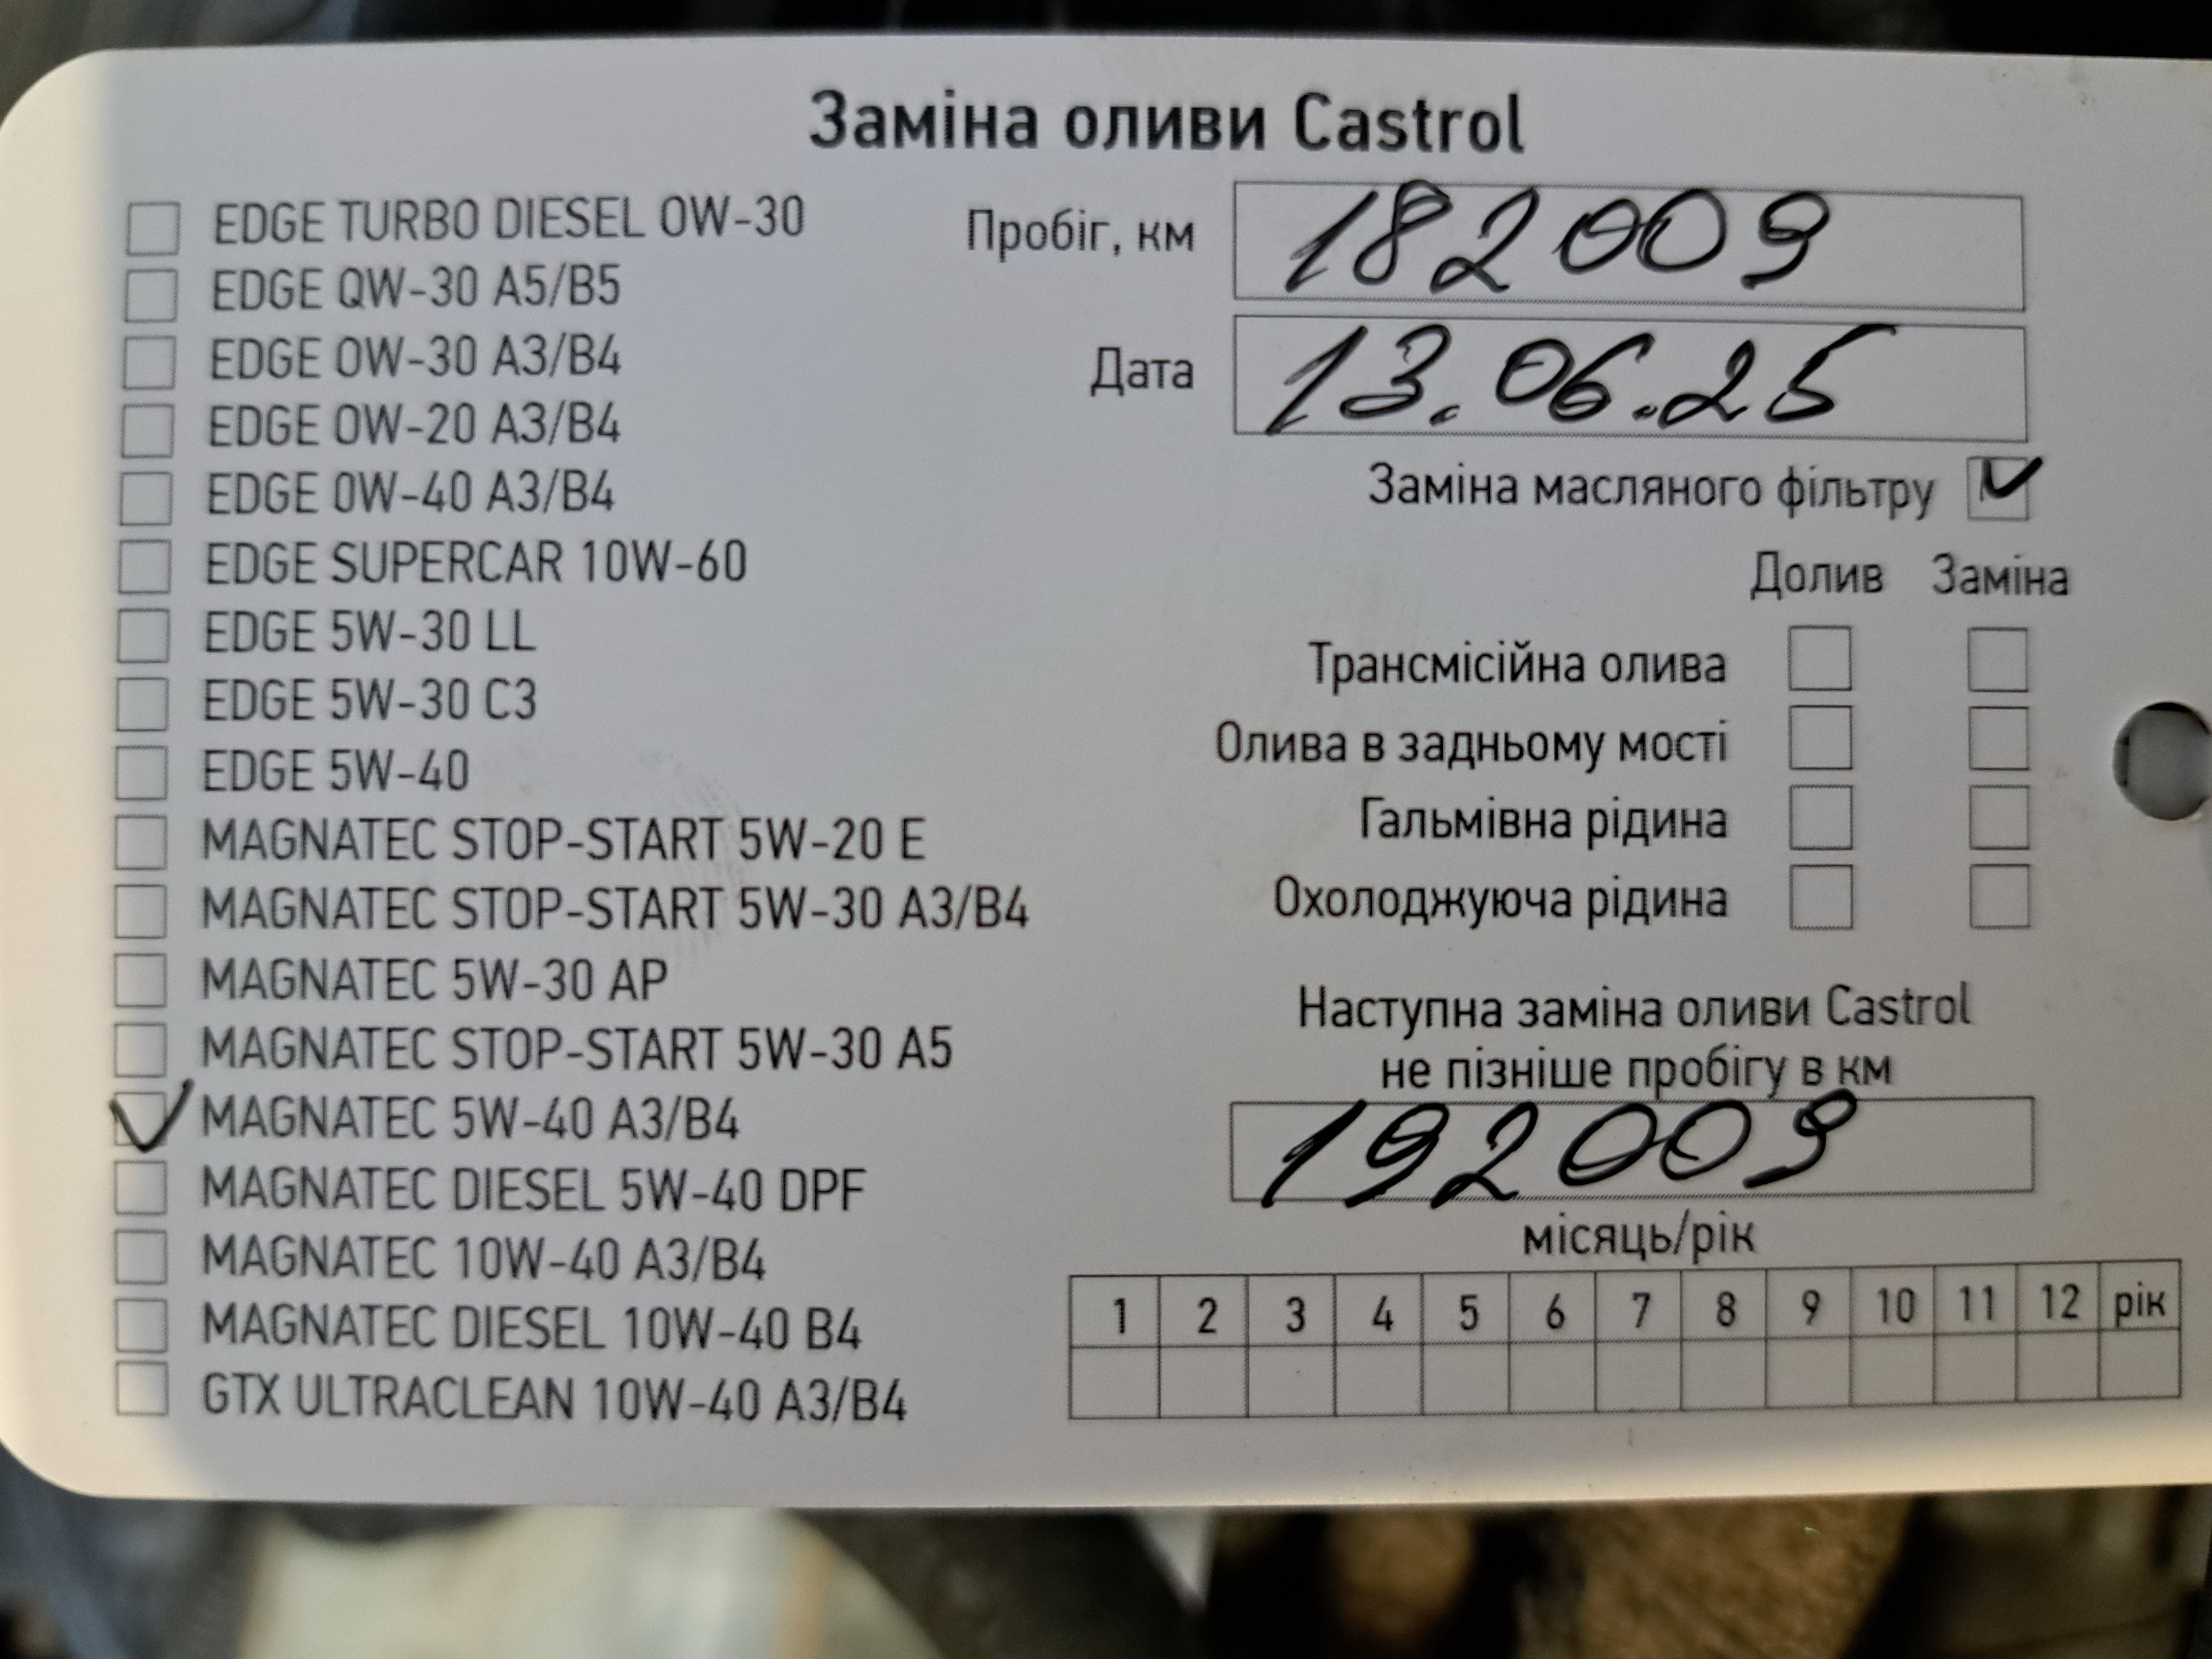 Заміна оливи Castrol
EDGE TURBO DIESEL 0W-30
EDGE QW-30 A5/B5
EDGE 0W-30 A3/B4
EDGE 0W-20 A3/B4
EDGE 0W-40 A3/B4
EDGE SUPERCAR 10W-60
EDGE 5W-30 LL
EDGE 5W-30 C3
EDGE 5W-40
MAGNATEC STOP-START 5W-20 E
MAGNATEC STOP-START 5W-30 A3/B4
MAGNATEC 5W-30 AP
MAGNATEC STOP-START 5W-30 A5
MAGNATEC 5W-40 A3/B4
MAGNATEC DIESEL 5W-40 DPF
MAGNATEC 10W-40 A3/B4
MAGNATEC DIESEL 10W-40 B4
GTX ULTRACLEAN 10W-40 A3/B4
Пробіг, км 182009
Дата 13.06.25
Заміна масляного фільтру
Долив Заміна
Трансмісійна олива
Олива в задньому мості
Гальмівна рідина
Охолоджуюча рідина
Наступна заміна оливи Castrol
не пізніше пробігу в км
192009
місяць/рік
1 2 3 4 5 6 7 8 9 10 11 12 рік